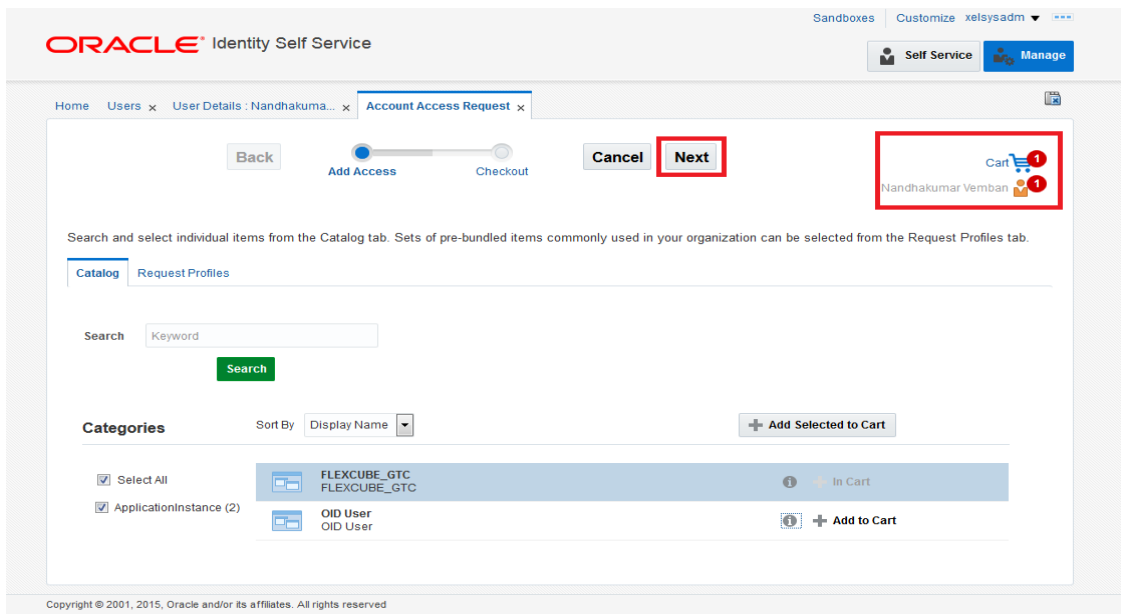 Sandboxes Customize xelsysadm
ORACLE Identity Self Service
Self Service Manage
Home Users x User Details : Nandhakuma... x Account Access Request x
Back Add Access Checkout Cancel Next
Cart 1
Nandhakumar Vemban 1
Search and select individual items from the Catalog tab. Sets of pre-bundled items commonly used in your organization can be selected from the Request Profiles tab.
Catalog Request Profiles
Search Keyword
Search
Categories Sort By Display Name Add Selected to Cart
Select All
ApplicationInstance (2)
FLEXCUBE_GTC
FLEXCUBE_GTC
In Cart
OID User
OID User
Add to Cart
Copyright © 2001, 2015, Oracle and/or its affiliates. All rights reserved